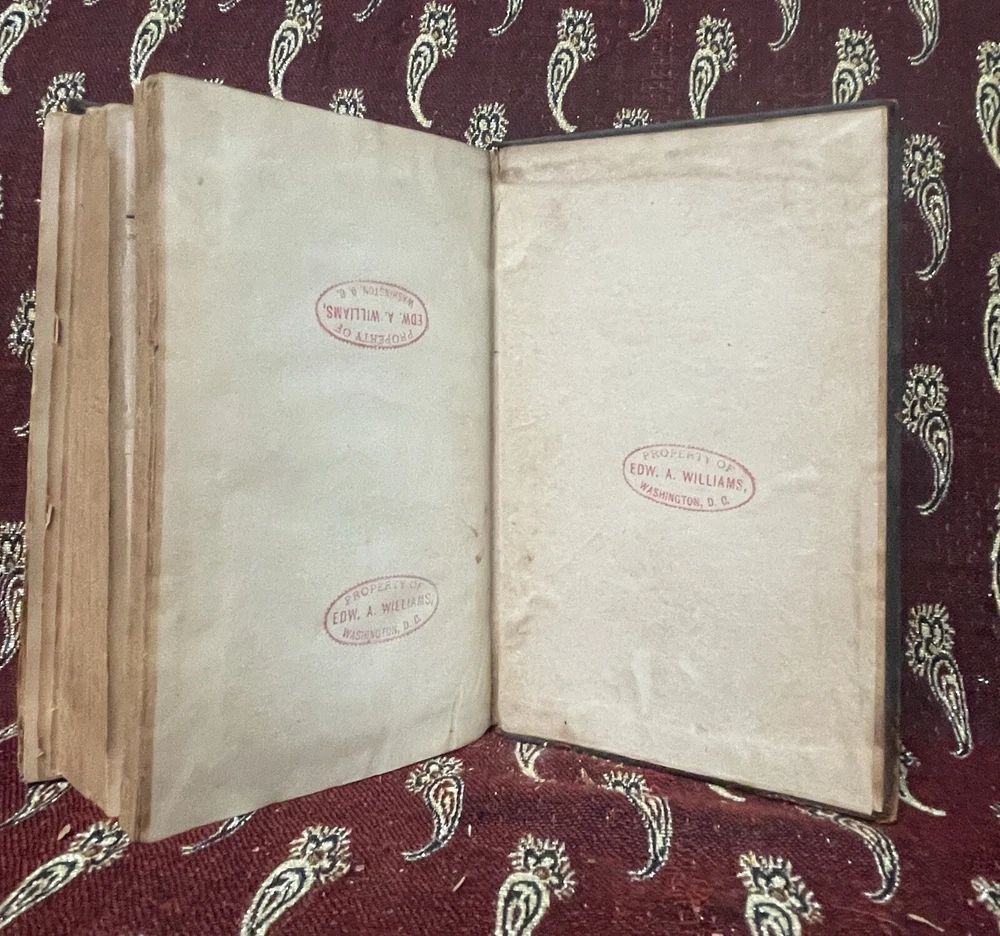 PROPERTY OF
EDW. A. WILLIAMS,
WASHINGTON, D. C.
PROPERTY OF
EDW. A. WILLIAMS,
WASHINGTON, D. C.
PROPERTY OF
EDW. A. WILLIAMS,
WASHINGTON, D. C.